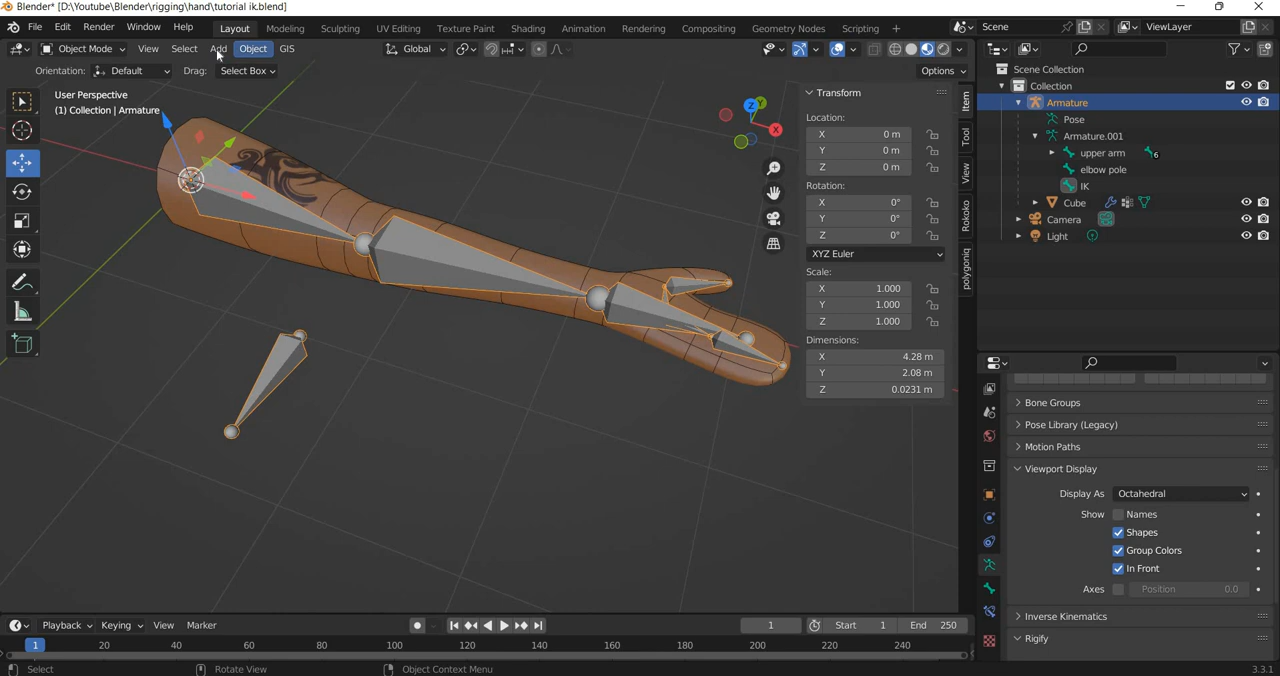 Blender* [D:\Youtube\Blender\rigging\hand\tutorial ik.blend]
File Edit Render Window Help Layout Modeling Sculpting UV Editing Texture Paint Shading Animation Rendering Compositing Geometry Nodes Scripting + Scene ViewLayer
Object Mode View Select Add Object GIS Global
Orientation: Default Drag: Select Box Options
User Perspective
(1) Collection | Armature
Z Y X
Transform
Location:
X 0 m
Y 0 m
Z 0 m
Rotation:
X 0°
Y 0°
Z 0°
XYZ Euler
Scale:
X 1.000
Y 1.000
Z 1.000
Dimensions:
X 4.28 m
Y 2.08 m
Z 0.0231 m
Item
Tool
View
Rokoko
polygoniq
Scene Collection
Collection
Armature
Pose
Armature.001
upper arm 6
elbow pole
IK
Cube
Camera
Light
Bone Groups
Pose Library (Legacy)
Motion Paths
Viewport Display
Display As Octahedral
Show Names
Shapes
Group Colors
In Front
Axes Position 0.0
Inverse Kinematics
Rigify
Playback Keying View Marker 1 Start 1 End 250
1 20 40 60 80 100 120 140 160 180 200 220 240
Select Rotate View Object Context Menu 3.3.1